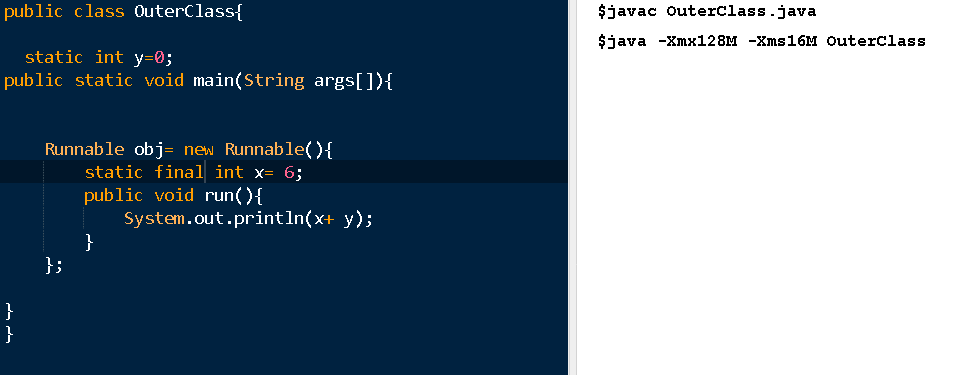 public class OuterClass{
static int y=0;
public static void main(String args[]){
Runnable obj= new Runnable(){
static final int x= 6;
public void run(){
System.out.println(x+ y);
}
};
}
}
$javac OuterClass.java
$java -Xmx128M -Xms16M OuterClass